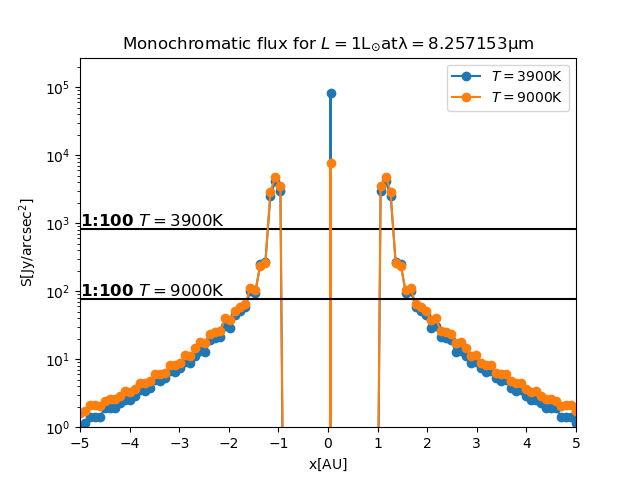 Monochromatic flux for L = 1L⊙atλ = 8.257153µm
T = 3900K
T = 9000K
S[Jy/arcsec²]
10⁵
10⁴
10³
10²
10¹
10⁰
1:100 T = 3900K
1:100 T = 9000K
−5 −4 −3 −2 −1 0 1 2 3 4 5
x[AU]